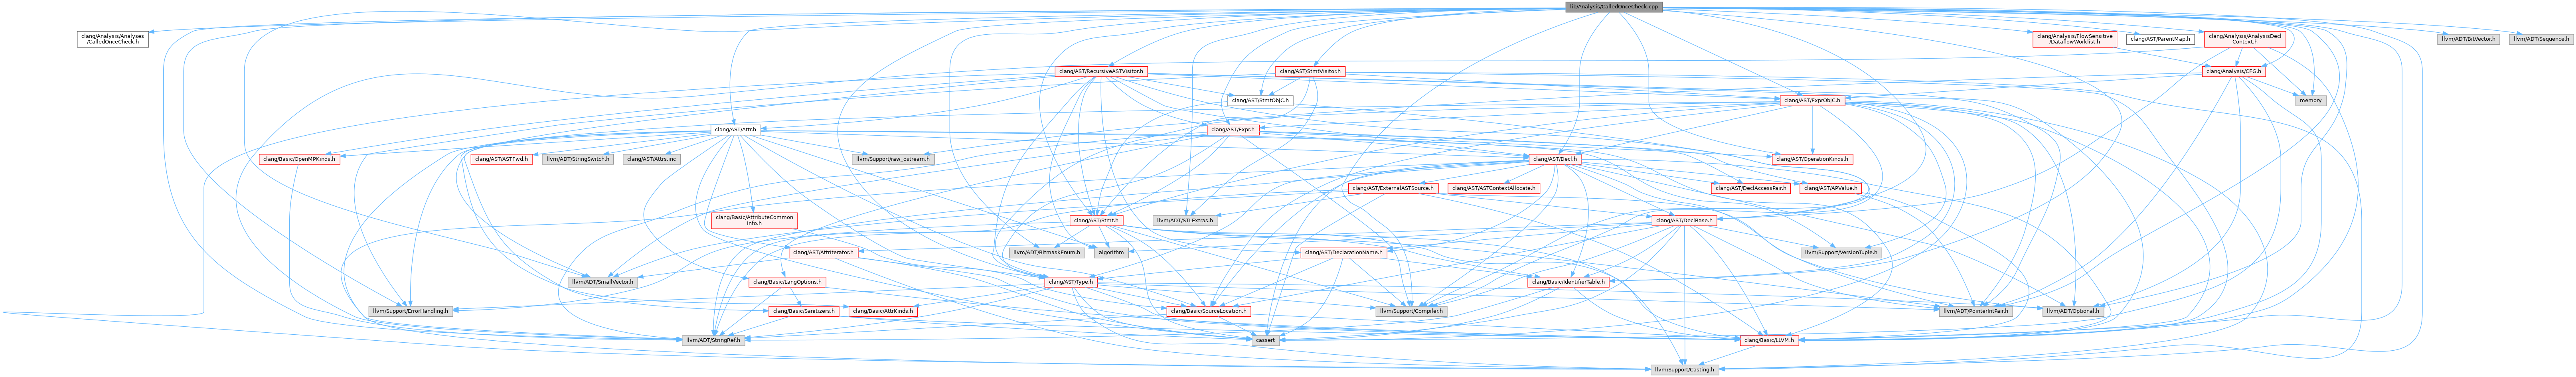 lib/Analysis/CalledOnceCheck.cpp
clang/Analysis/Analyses
/CalledOnceCheck.h
clang/Analysis/FlowSensitive
/DataflowWorklist.h
clang/AST/ParentMap.h
clang/Analysis/AnalysisDecl
Context.h
llvm/ADT/BitVector.h
llvm/ADT/Sequence.h
clang/AST/RecursiveASTVisitor.h
clang/AST/StmtVisitor.h
clang/Analysis/CFG.h
clang/AST/StmtObjC.h
clang/AST/ExprObjC.h
memory
clang/AST/Attr.h
clang/AST/Expr.h
clang/Basic/OpenMPKinds.h
clang/AST/ASTFwd.h
llvm/ADT/StringSwitch.h
clang/AST/Attrs.inc
llvm/Support/raw_ostream.h
clang/AST/Decl.h
clang/AST/OperationKinds.h
clang/AST/ExternalASTSource.h
clang/AST/ASTContextAllocate.h
clang/AST/DeclAccessPair.h
clang/AST/APValue.h
clang/Basic/AttributeCommon
Info.h
clang/AST/Stmt.h
llvm/ADT/STLExtras.h
clang/AST/DeclBase.h
clang/AST/AttrIterator.h
llvm/ADT/BitmaskEnum.h
algorithm
clang/AST/DeclarationName.h
llvm/Support/VersionTuple.h
llvm/ADT/SmallVector.h
clang/Basic/LangOptions.h
clang/AST/Type.h
clang/Basic/IdentifierTable.h
llvm/Support/ErrorHandling.h
clang/Basic/Sanitizers.h
clang/Basic/AttrKinds.h
clang/Basic/SourceLocation.h
llvm/Support/Compiler.h
llvm/ADT/PointerIntPair.h
llvm/ADT/Optional.h
llvm/ADT/StringRef.h
cassert
clang/Basic/LLVM.h
llvm/Support/Casting.h